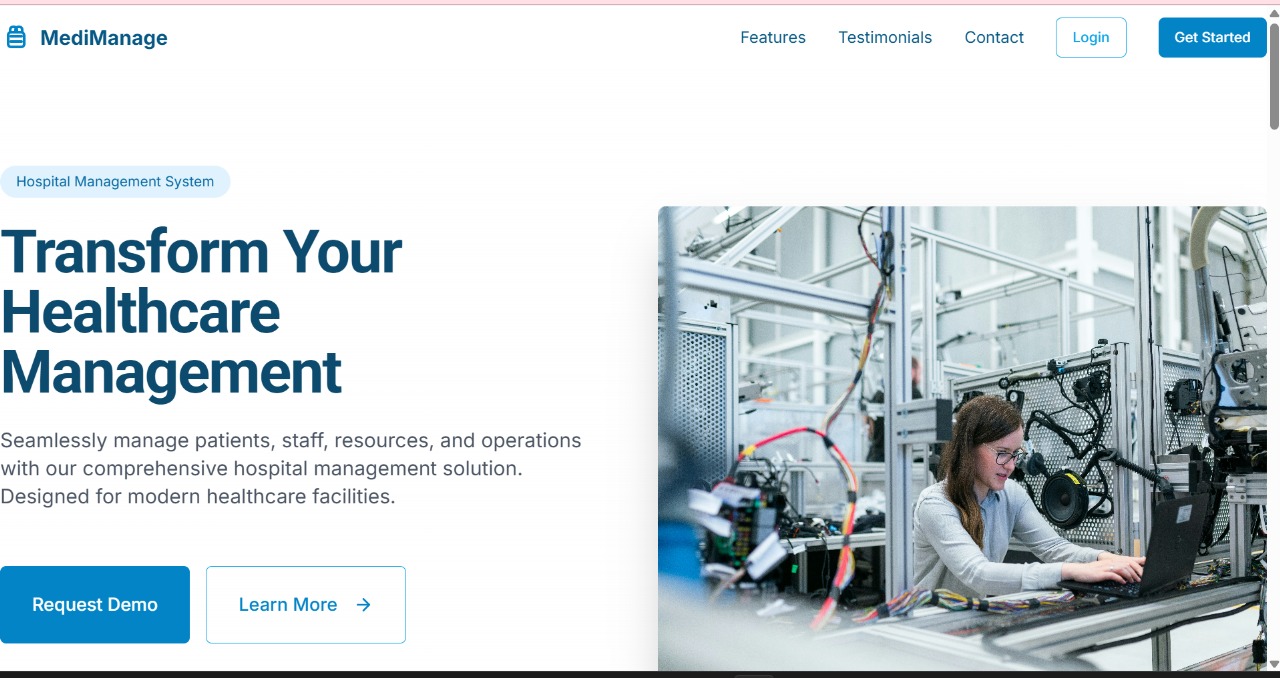 MediManage
Features
Testimonials
Contact
Login
Get Started
Hospital Management System
Transform Your
Healthcare
Management
Seamlessly manage patients, staff, resources, and operations
with our comprehensive hospital management solution.
Designed for modern healthcare facilities.
Request Demo
Learn More →